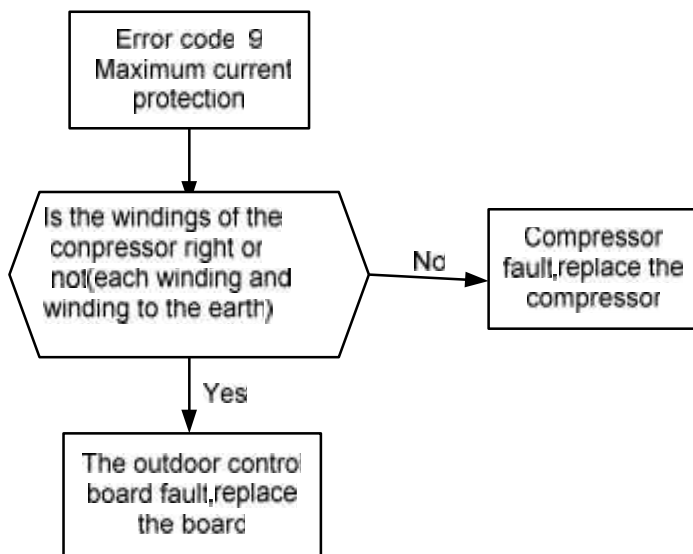 Error code 9
Maximum current
protection
Is the windings of the
conpressor right or
not(each winding and
winding to the earth)
No
Compressor
fault,replace the
compressor
Yes
The outdoor control
board fault,replace
the board